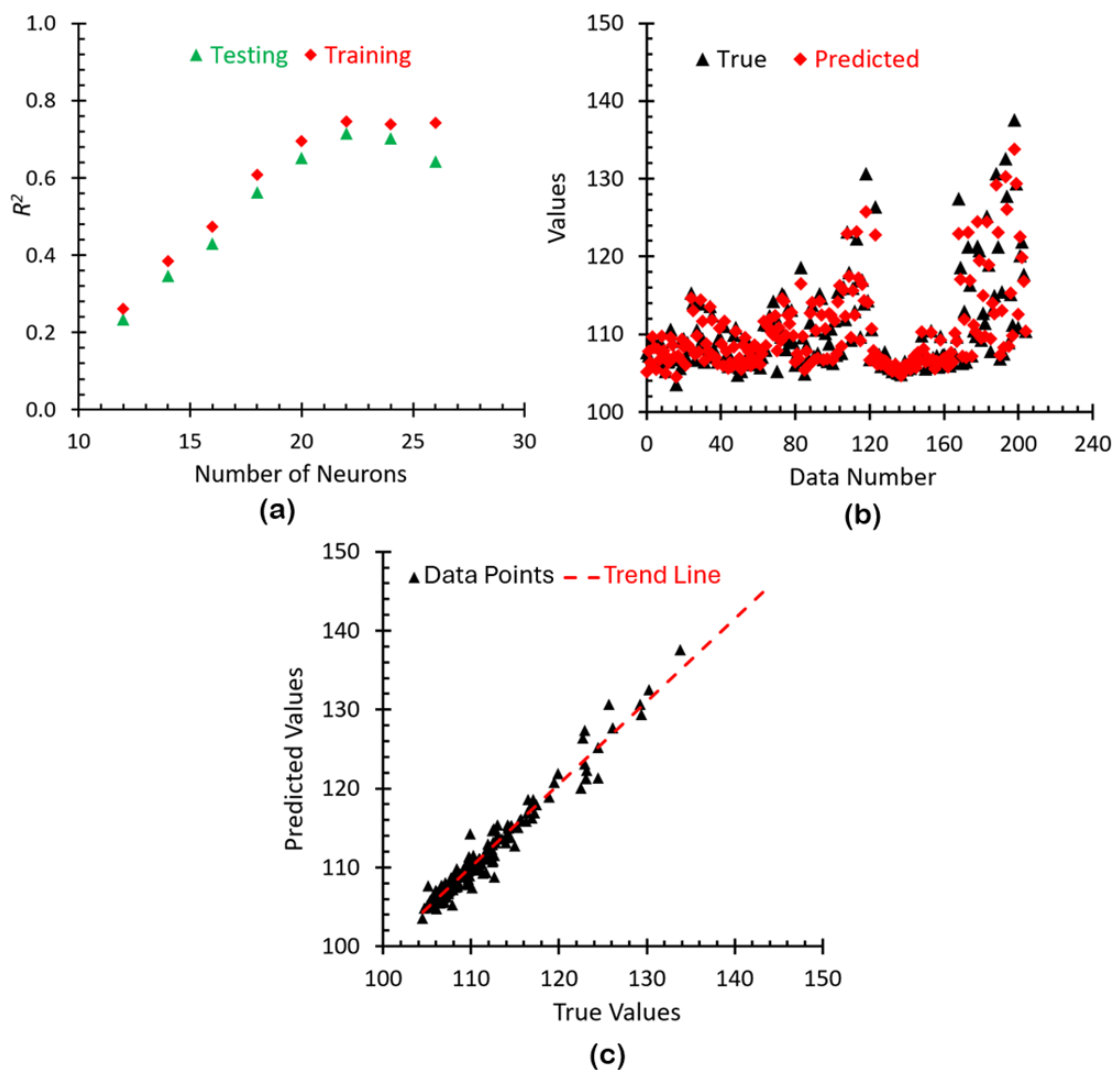 1.0
0.8
0.6
0.4
0.2
0.0
R²
Testing Training
10 15 20 25 30
Number of Neurons
(a)
150
140
130
120
110
100
Values
True Predicted
0 40 80 120 160 200 240
Data Number
(b)
150
140
130
120
110
100
Predicted Values
Data Points Trend Line
100 110 120 130 140 150
True Values
(c)